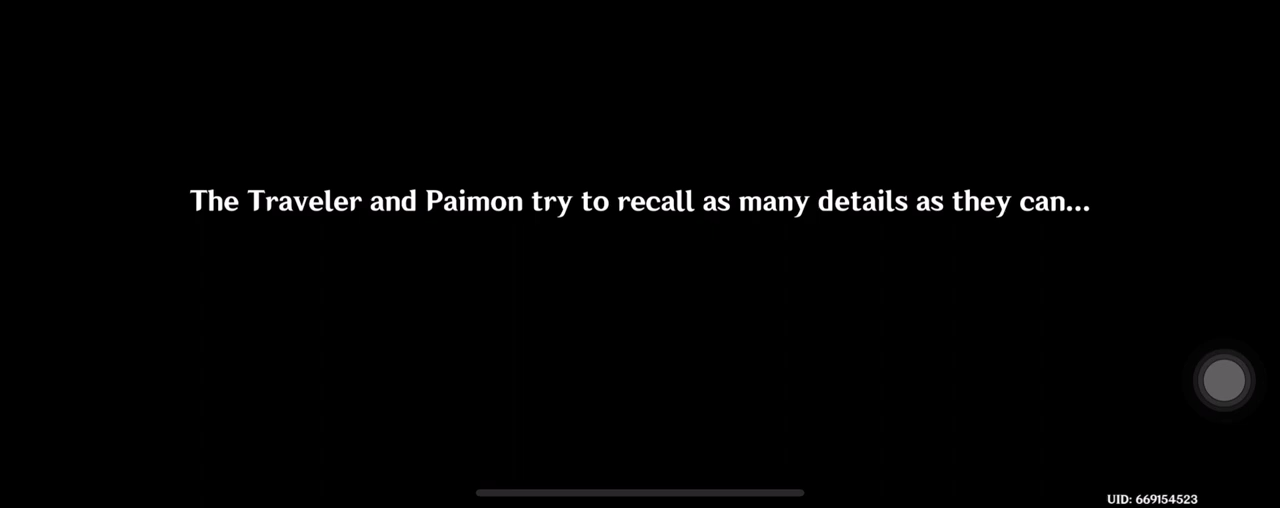 The Traveler and Paimon try to recall as many details as they can...
UID: 669154523